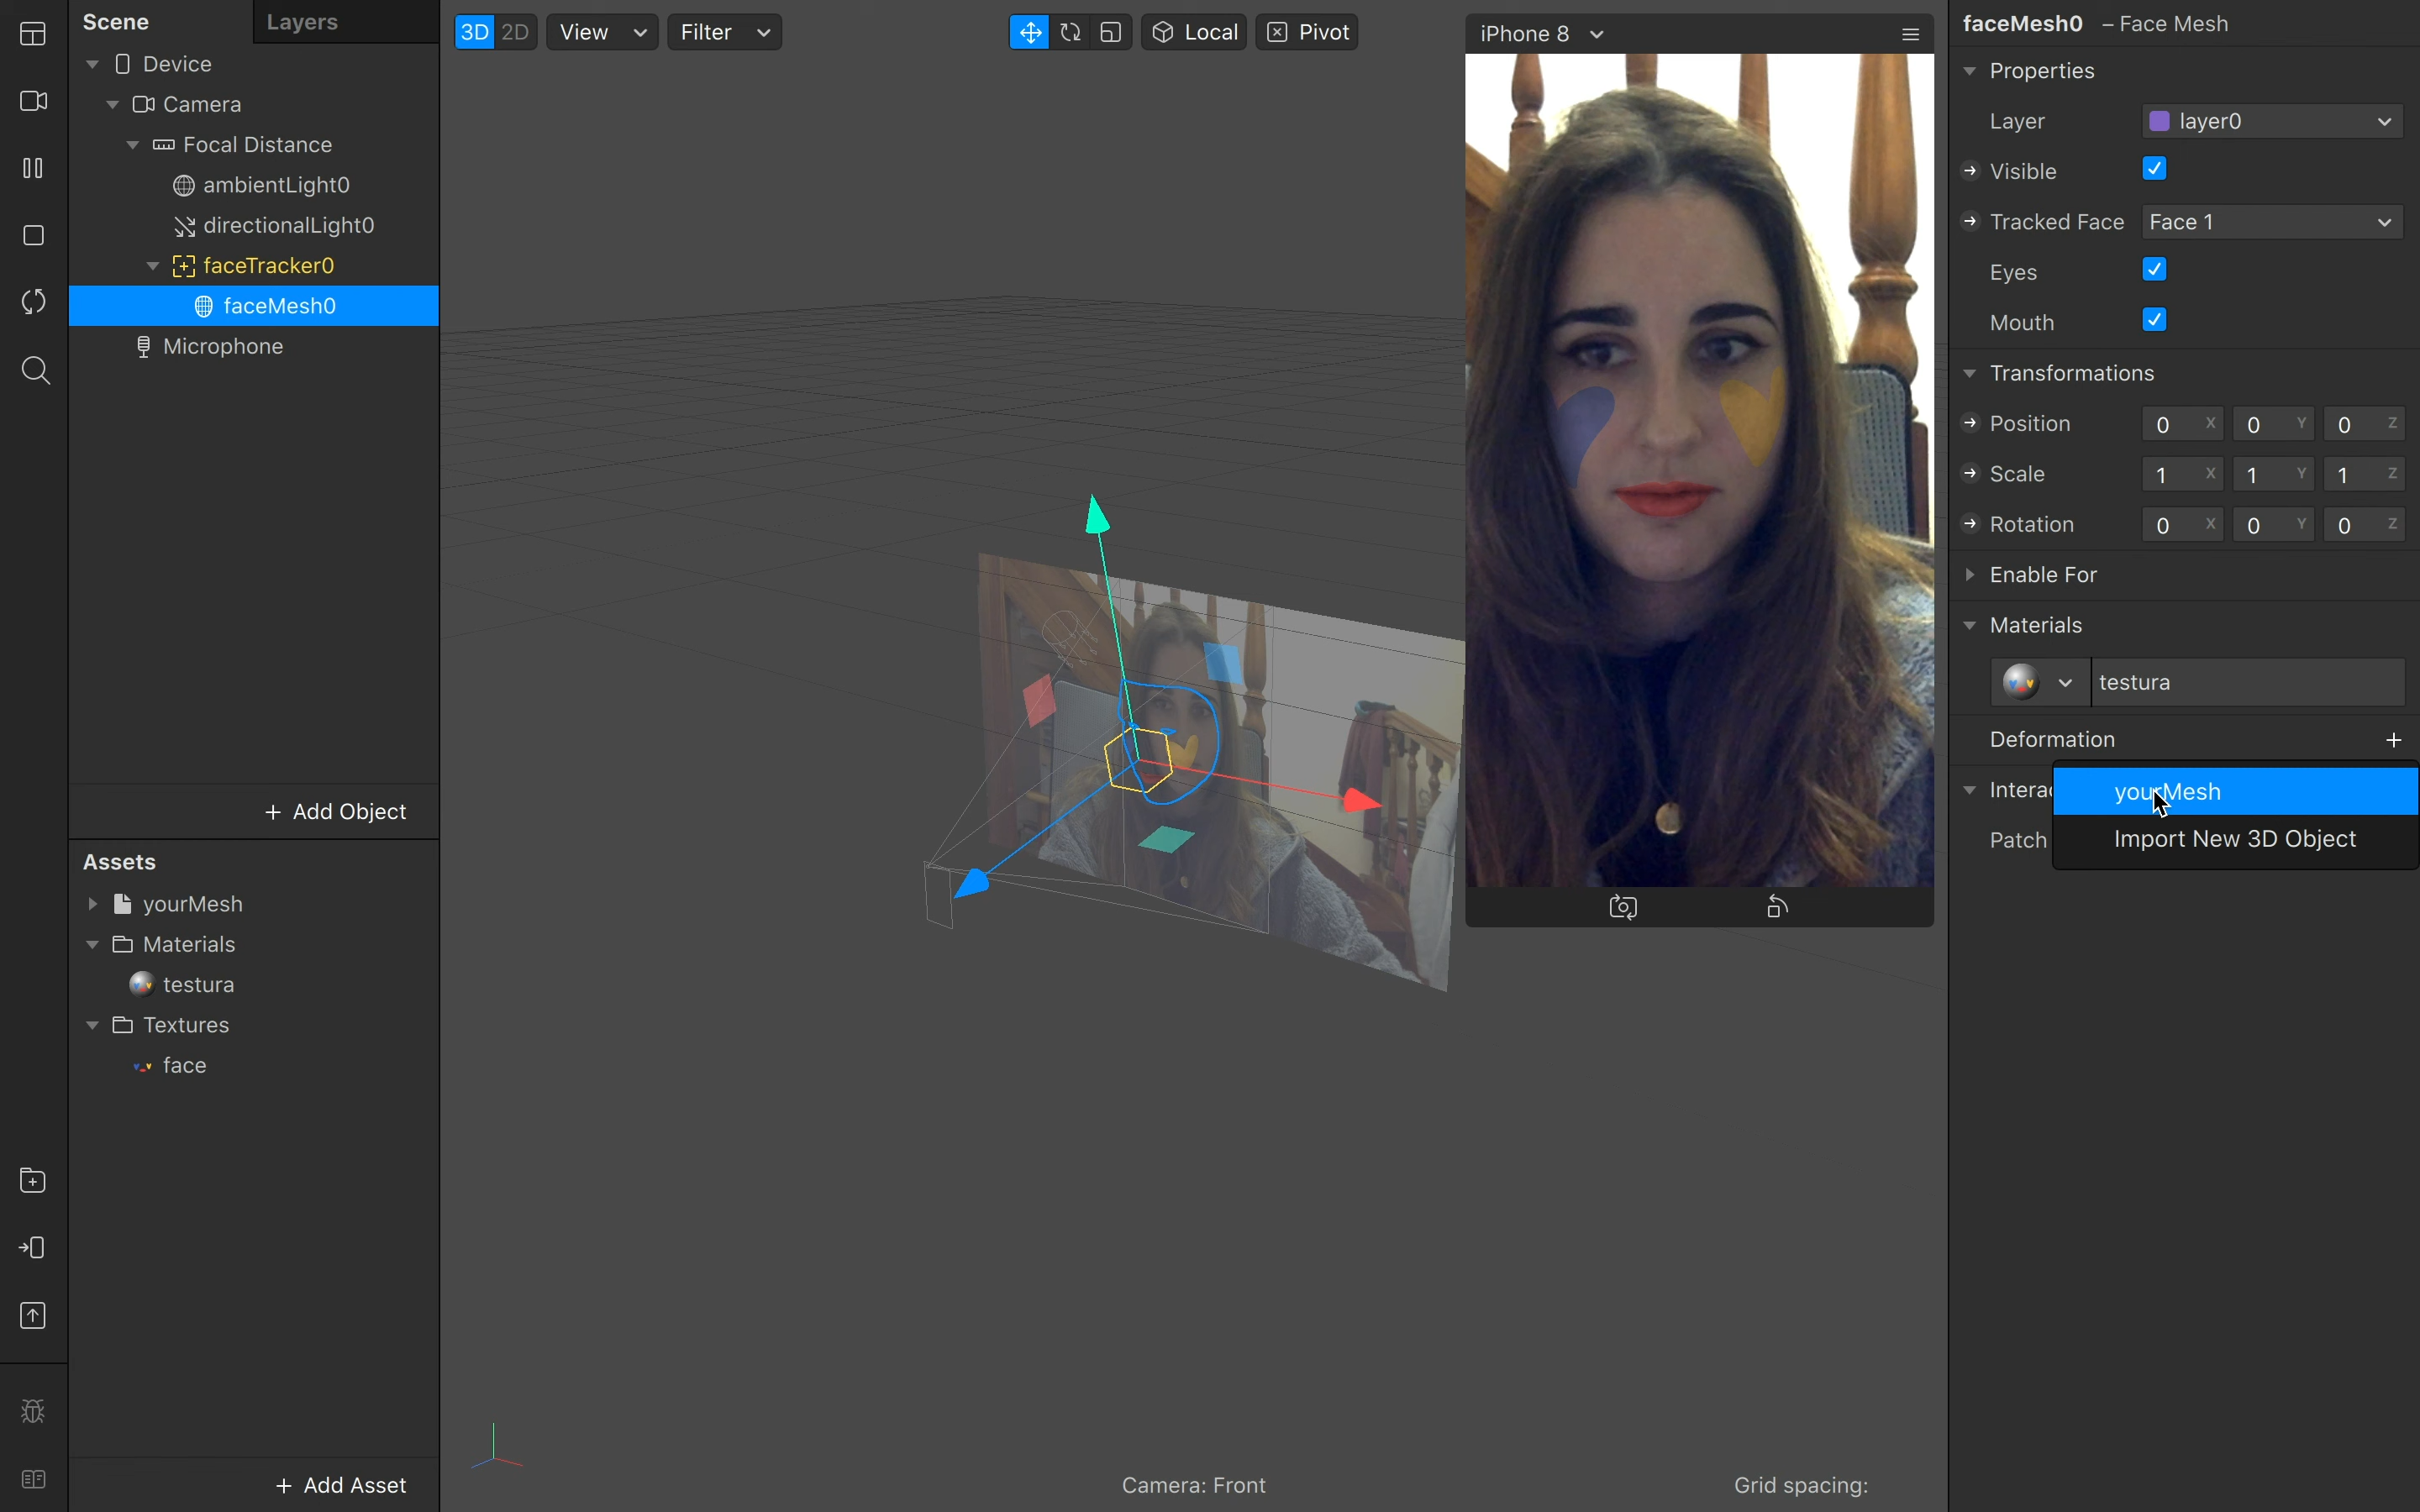 Scene
Layers
Device
Camera
Focal Distance
ambientLight0
directionalLight0
faceTracker0
faceMesh0
Microphone
+ Add Object
Assets
yourMesh
Materials
testura
Textures
face
+ Add Asset
3D 2D
View
Filter
Local
Pivot
iPhone 8
Camera: Front
Grid spacing:
faceMesh0 – Face Mesh
Properties
Layer layer0
Visible
Tracked Face Face 1
Eyes
Mouth
Transformations
Position 0 X 0 Y 0 Z
Scale 1 X 1 Y 1 Z
Rotation 0 X 0 Y 0 Z
Enable For
Materials
testura
Deformation +
Interac
yourMesh
Patch
Import New 3D Object